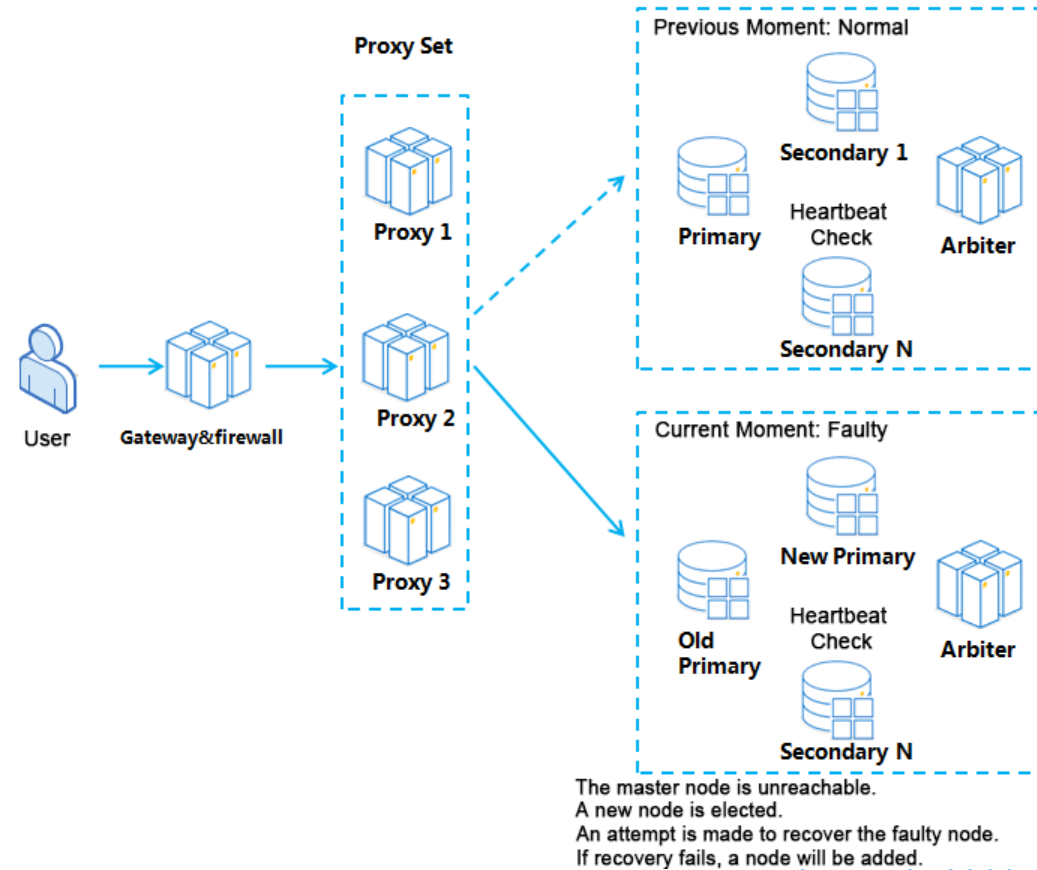 Proxy Set
Proxy 1
Proxy 2
Proxy 3
User
Gateway&firewall
Previous Moment: Normal
Secondary 1
Primary
Heartbeat
Check
Arbiter
Secondary N
Current Moment: Faulty
New Primary
Old
Primary
Heartbeat
Check
Arbiter
Secondary N
The master node is unreachable.
A new node is elected.
An attempt is made to recover the faulty node.
If recovery fails, a node will be added.